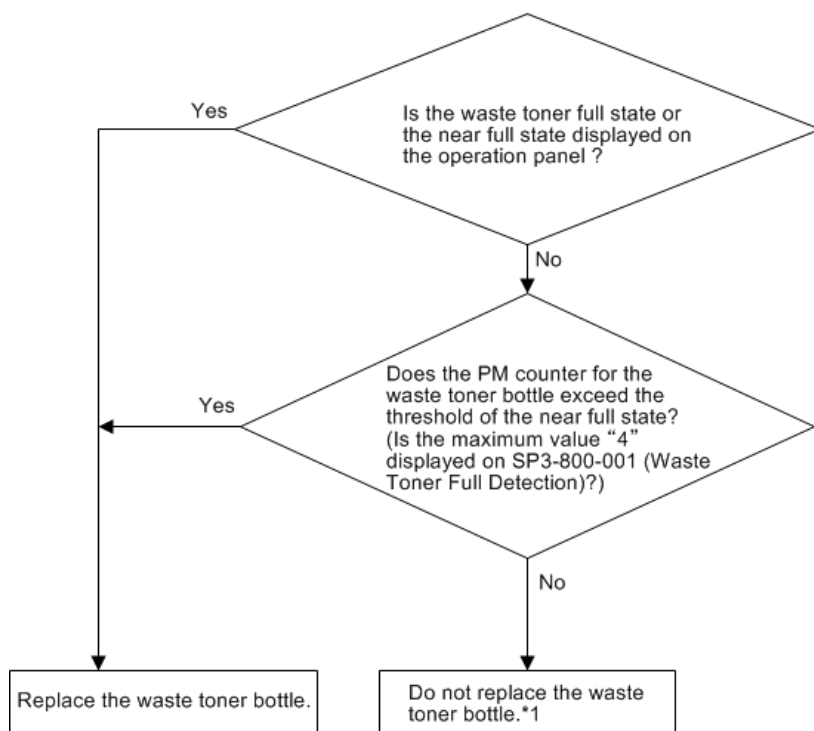 Yes
Is the waste toner full state or
the near full state displayed on
the operation panel ?
No
Does the PM counter for the
waste toner bottle exceed the
threshold of the near full state?
(Is the maximum value “4”
displayed on SP3-800-001 (Waste
Toner Full Detection)?)
Yes
No
Replace the waste toner bottle.
Do not replace the waste
toner bottle.*1